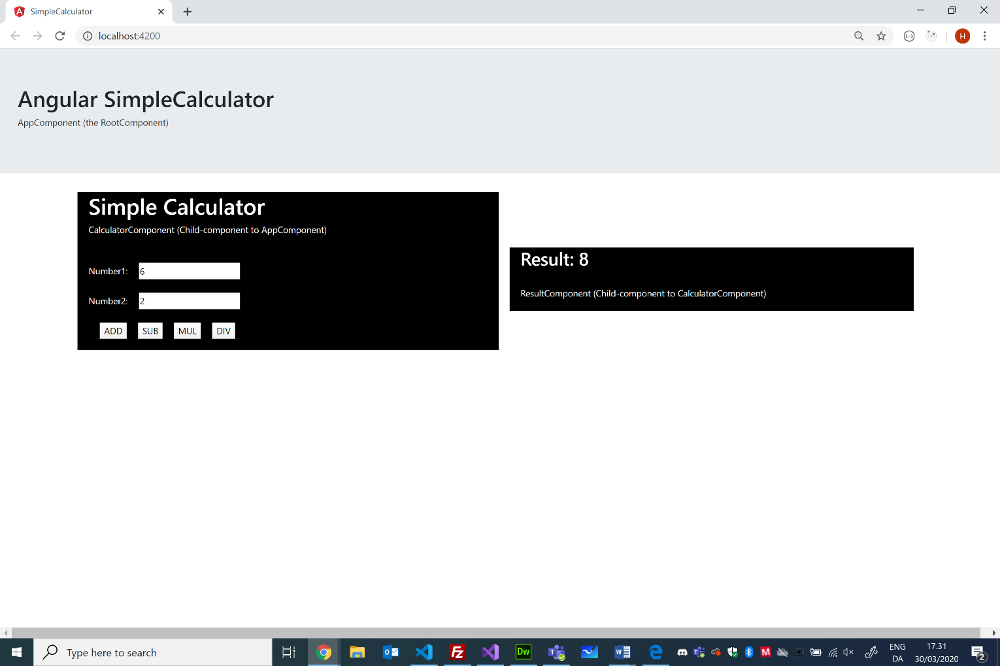 SimpleCalculator
localhost:4200
H
Angular SimpleCalculator
AppComponent (the RootComponent)
Simple Calculator
CalculatorComponent (Child-component to AppComponent)
Number1: 6
Number2: 2
ADD SUB MUL DIV
Result: 8
ResultComponent (Child-component to CalculatorComponent)
Type here to search
ENG
DA
17.31
30/03/2020
2